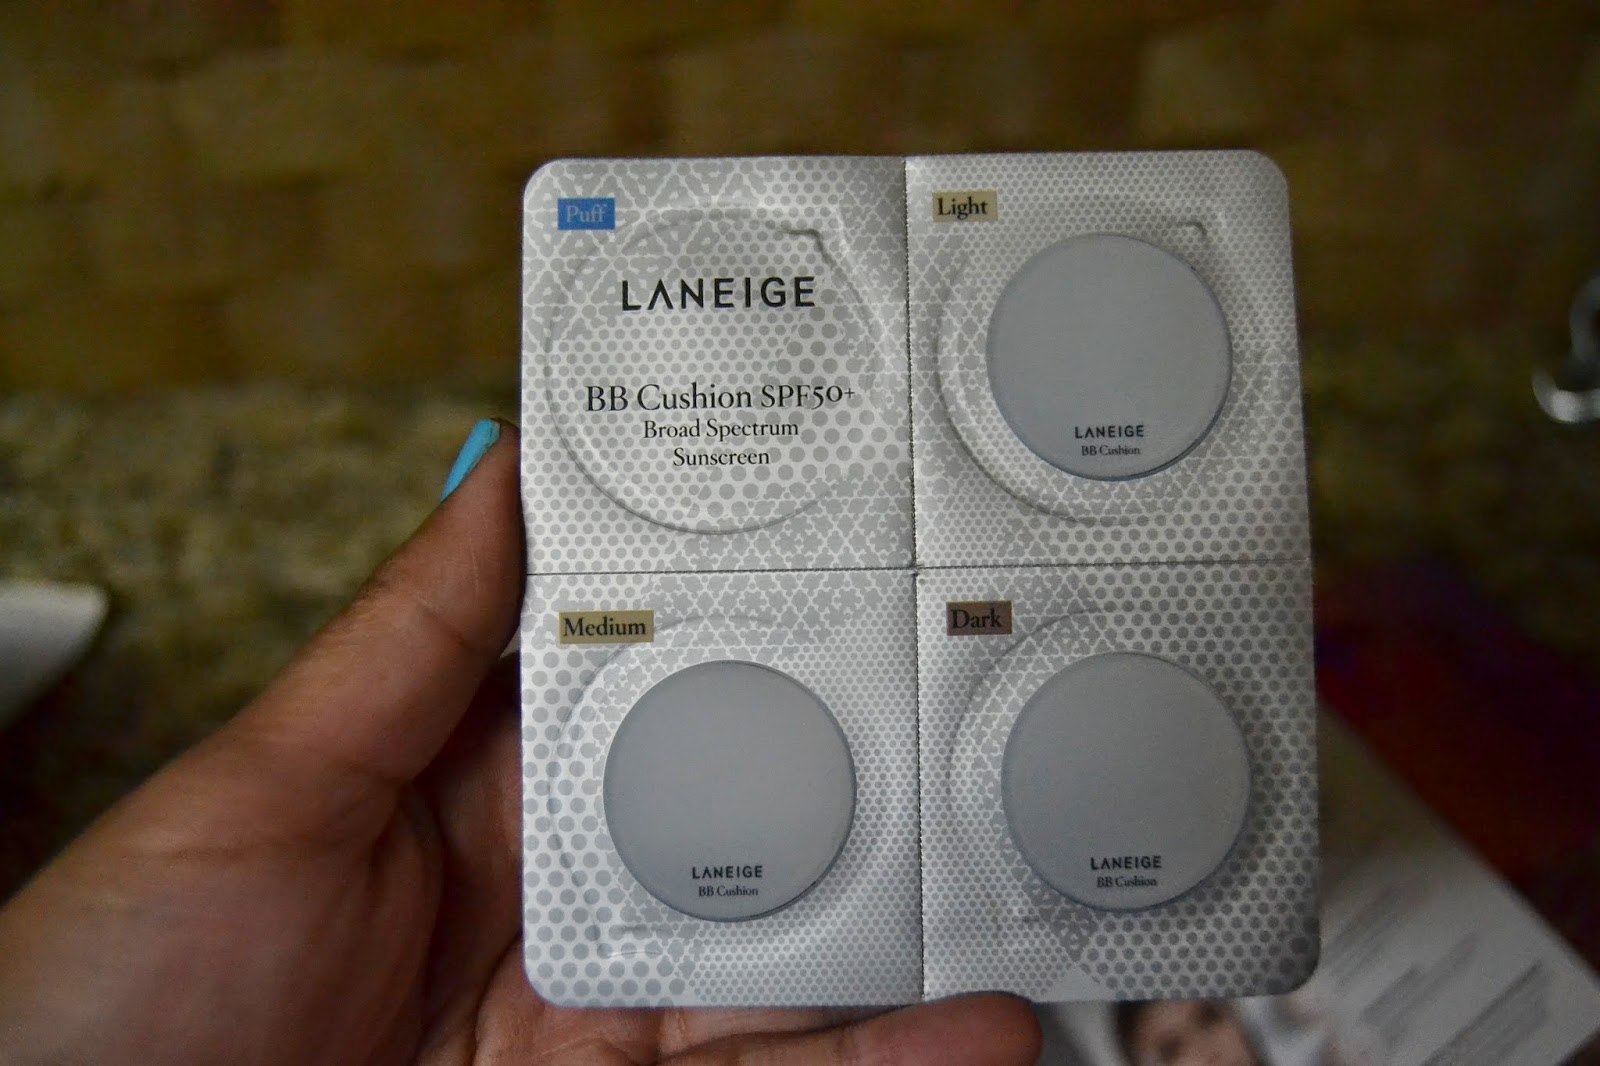 Puff
LANEIGE
BB Cushion SPF50+
Broad Spectrum
Sunscreen
Light
LANEIGE
BB Cushion
Medium
LANEIGE
BB Cushion
Dark
LANEIGE
BB Cushion